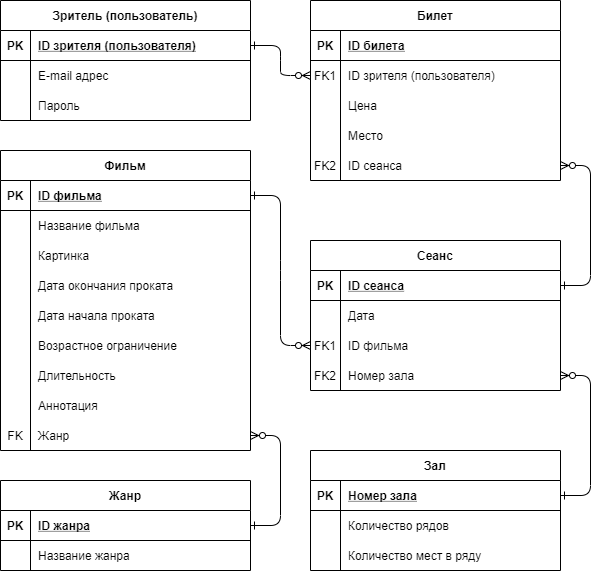 Зритель (пользователь)
PK ID зрителя (пользователя)
E-mail адрес
Пароль
Билет
PK ID билета
FK1 ID зрителя (пользователя)
Цена
Место
FK2 ID сеанса
Фильм
PK ID фильма
Название фильма
Картинка
Дата окончания проката
Дата начала проката
Возрастное ограничение
Длительность
Аннотация
FK Жанр
Сеанс
PK ID сеанса
Дата
FK1 ID фильма
FK2 Номер зала
Жанр
PK ID жанра
Название жанра
Зал
PK Номер зала
Количество рядов
Количество мест в ряду